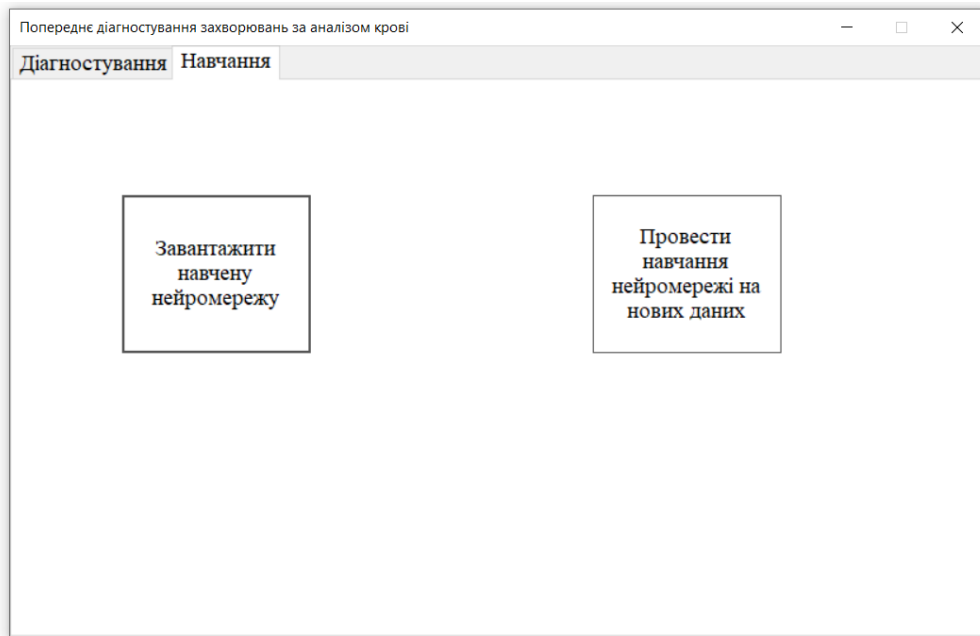 Попереднє діагностування захворювань за аналізом крові
Діагностування Навчання
Завантажити
навчену
нейромережу
Провести
навчання
нейромережі на
нових даних